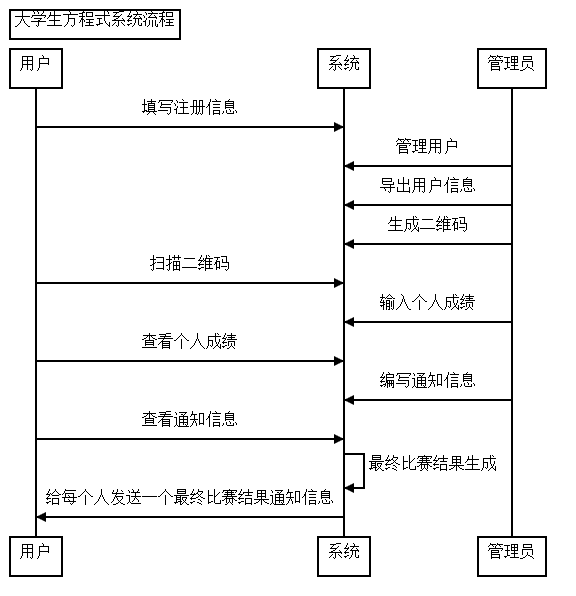 大学生方程式系统流程
用户
系统
管理员
填写注册信息
管理用户
导出用户信息
生成二维码
扫描二维码
输入个人成绩
查看个人成绩
编写通知信息
查看通知信息
最终比赛结果生成
给每个人发送一个最终比赛结果通知信息
用户
系统
管理员